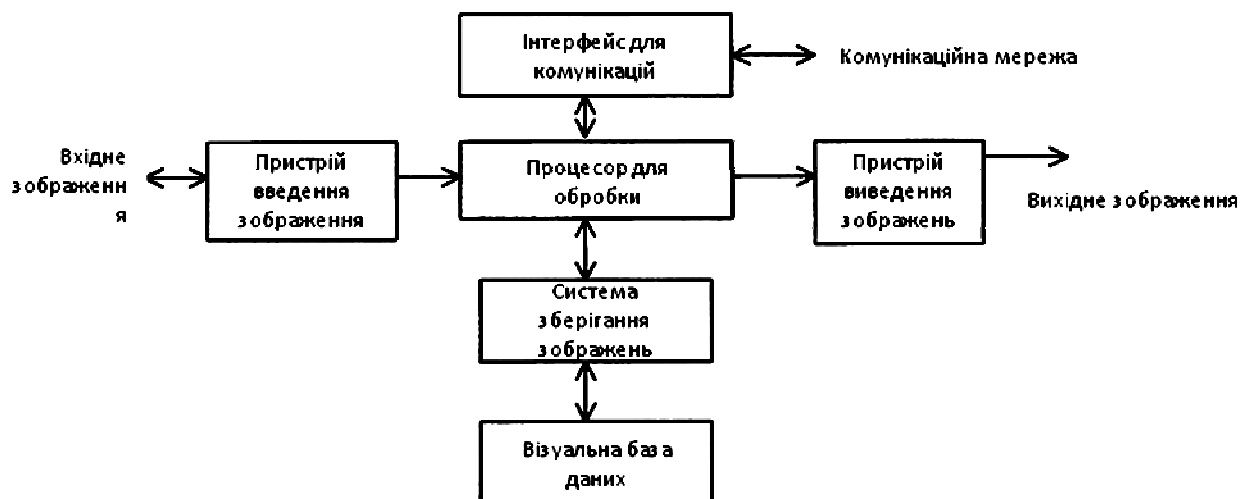 Інтерфейс для
комунікацій
Комунікаційна мережа
Вхідне
зображенн
я
Пристрій
введення
зображення
Процесор для
обробки
Пристрій
виведення
зображень
Вихідне зображення
Система
зберігання
зображень
Візуальна база
даних